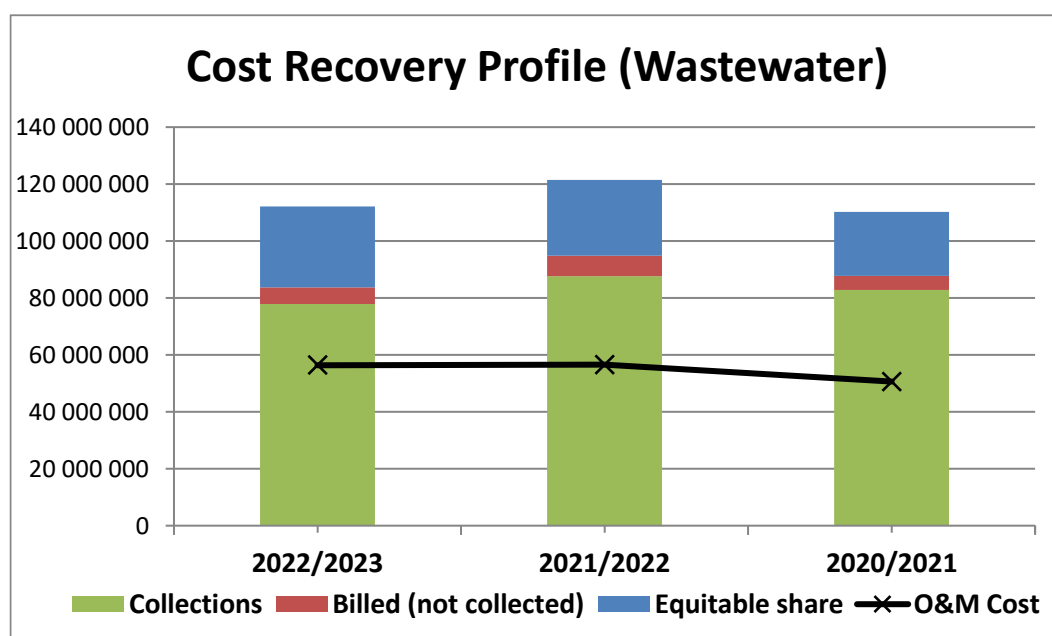 Cost Recovery Profile (Wastewater)
140 000 000
120 000 000
100 000 000
80 000 000
60 000 000
40 000 000
20 000 000
0
2022/2023 2021/2022 2020/2021
Collections Billed (not collected) Equitable share O&M Cost